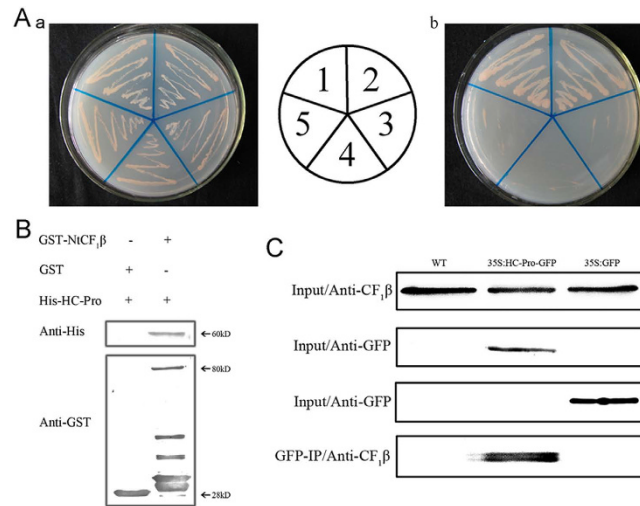 A
a
b
1 2
5 3
4
B
GST-NtCF₁β - +
GST + -
His-HC-Pro + +
Anti-His ←60kD
←80kD
Anti-GST
←28kD
C
WT 35S:HC-Pro-GFP 35S:GFP
Input/Anti-CF₁β
Input/Anti-GFP
Input/Anti-GFP
GFP-IP/Anti-CF₁β